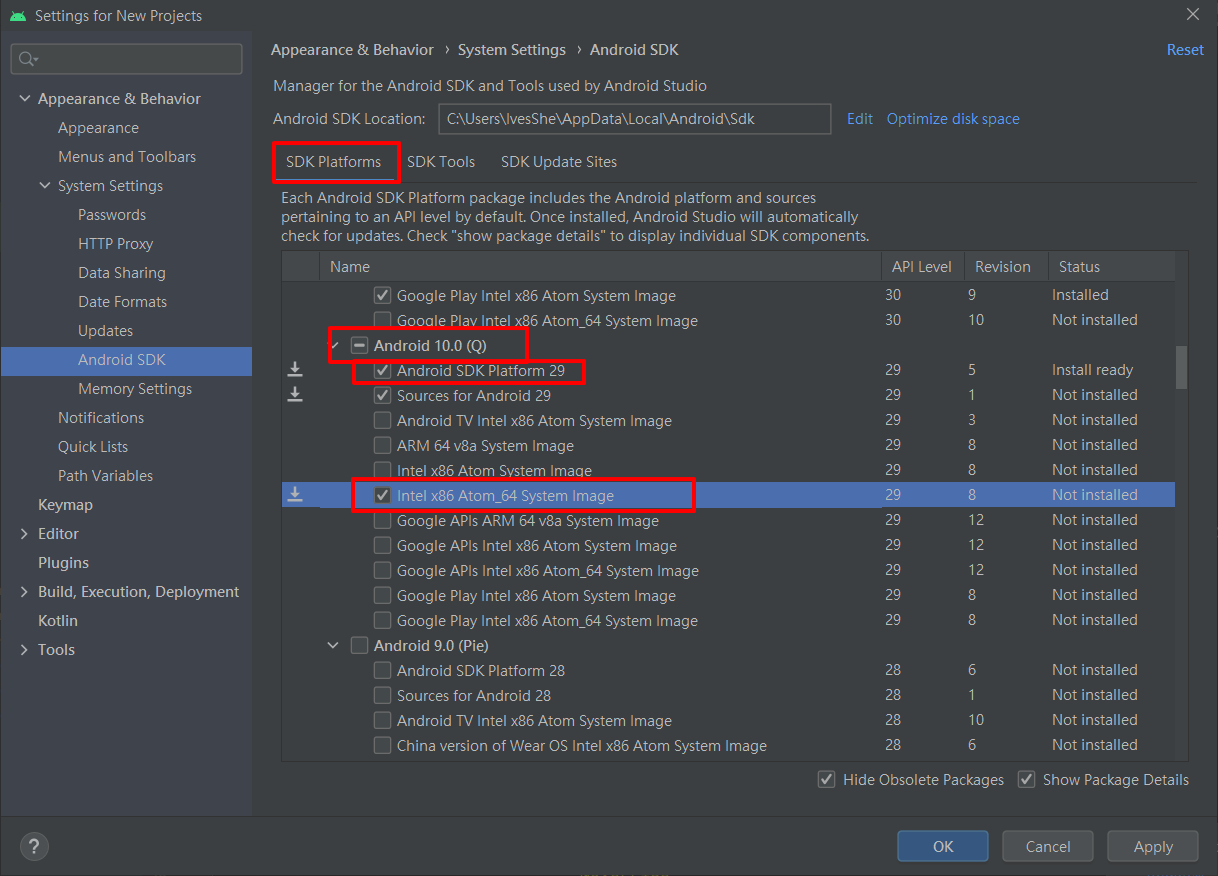 Settings for New Projects
Appearance & Behavior › System Settings › Android SDK
Reset
Manager for the Android SDK and Tools used by Android Studio
Android SDK Location: C:\Users\IvesShe\AppData\Local\Android\Sdk Edit Optimize disk space
Appearance & Behavior
Appearance
Menus and Toolbars
System Settings
Passwords
HTTP Proxy
Data Sharing
Date Formats
Updates
Android SDK
Memory Settings
Notifications
Quick Lists
Path Variables
Keymap
Editor
Plugins
Build, Execution, Deployment
Kotlin
Tools
SDK Platforms SDK Tools SDK Update Sites
Each Android SDK Platform package includes the Android platform and sources
pertaining to an API level by default. Once installed, Android Studio will automatically
check for updates. Check "show package details" to display individual SDK components.
Name API Level Revision Status
Google Play Intel x86 Atom System Image 30 9 Installed
Google Play Intel x86 Atom_64 System Image 30 10 Not installed
Android 10.0 (Q)
Android SDK Platform 29 29 5 Install ready
Sources for Android 29 29 1 Not installed
Android TV Intel x86 Atom System Image 29 3 Not installed
ARM 64 v8a System Image 29 8 Not installed
Intel x86 Atom System Image 29 8 Not installed
Intel x86 Atom_64 System Image 29 8 Not installed
Google APIs ARM 64 v8a System Image 29 12 Not installed
Google APIs Intel x86 Atom System Image 29 12 Not installed
Google APIs Intel x86 Atom_64 System Image 29 12 Not installed
Google Play Intel x86 Atom System Image 29 8 Not installed
Google Play Intel x86 Atom_64 System Image 29 8 Not installed
Android 9.0 (Pie)
Android SDK Platform 28 28 6 Not installed
Sources for Android 28 28 1 Not installed
Android TV Intel x86 Atom System Image 28 10 Not installed
China version of Wear OS Intel x86 Atom System Image 28 6 Not installed
Hide Obsolete Packages Show Package Details
? OK Cancel Apply